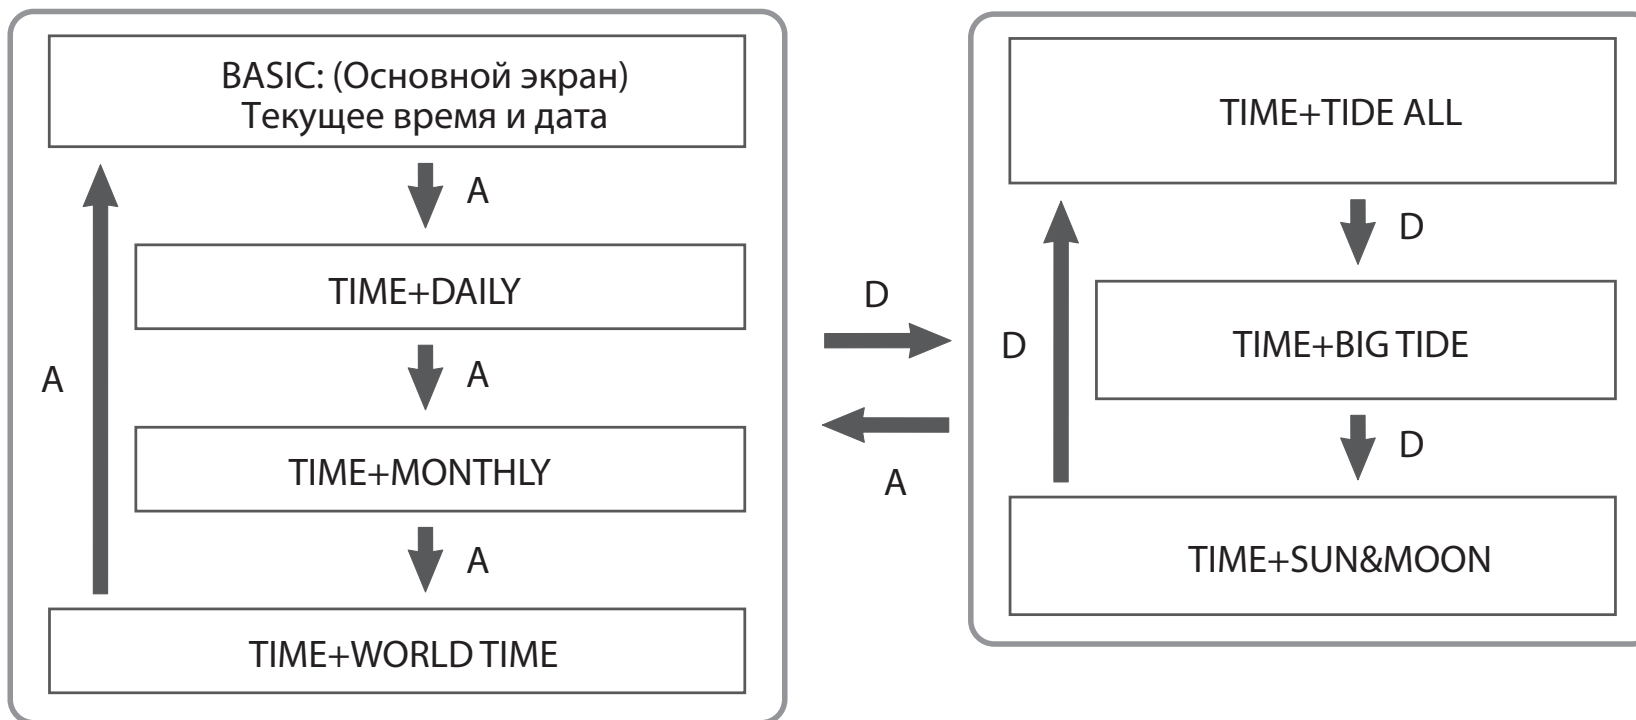 BASIC: (Основной экран)
Текущее время и дата
A
TIME+DAILY
A
A
TIME+MONTHLY
A
TIME+WORLD TIME
D
A
TIME+TIDE ALL
D
D
TIME+BIG TIDE
D
TIME+SUN&MOON